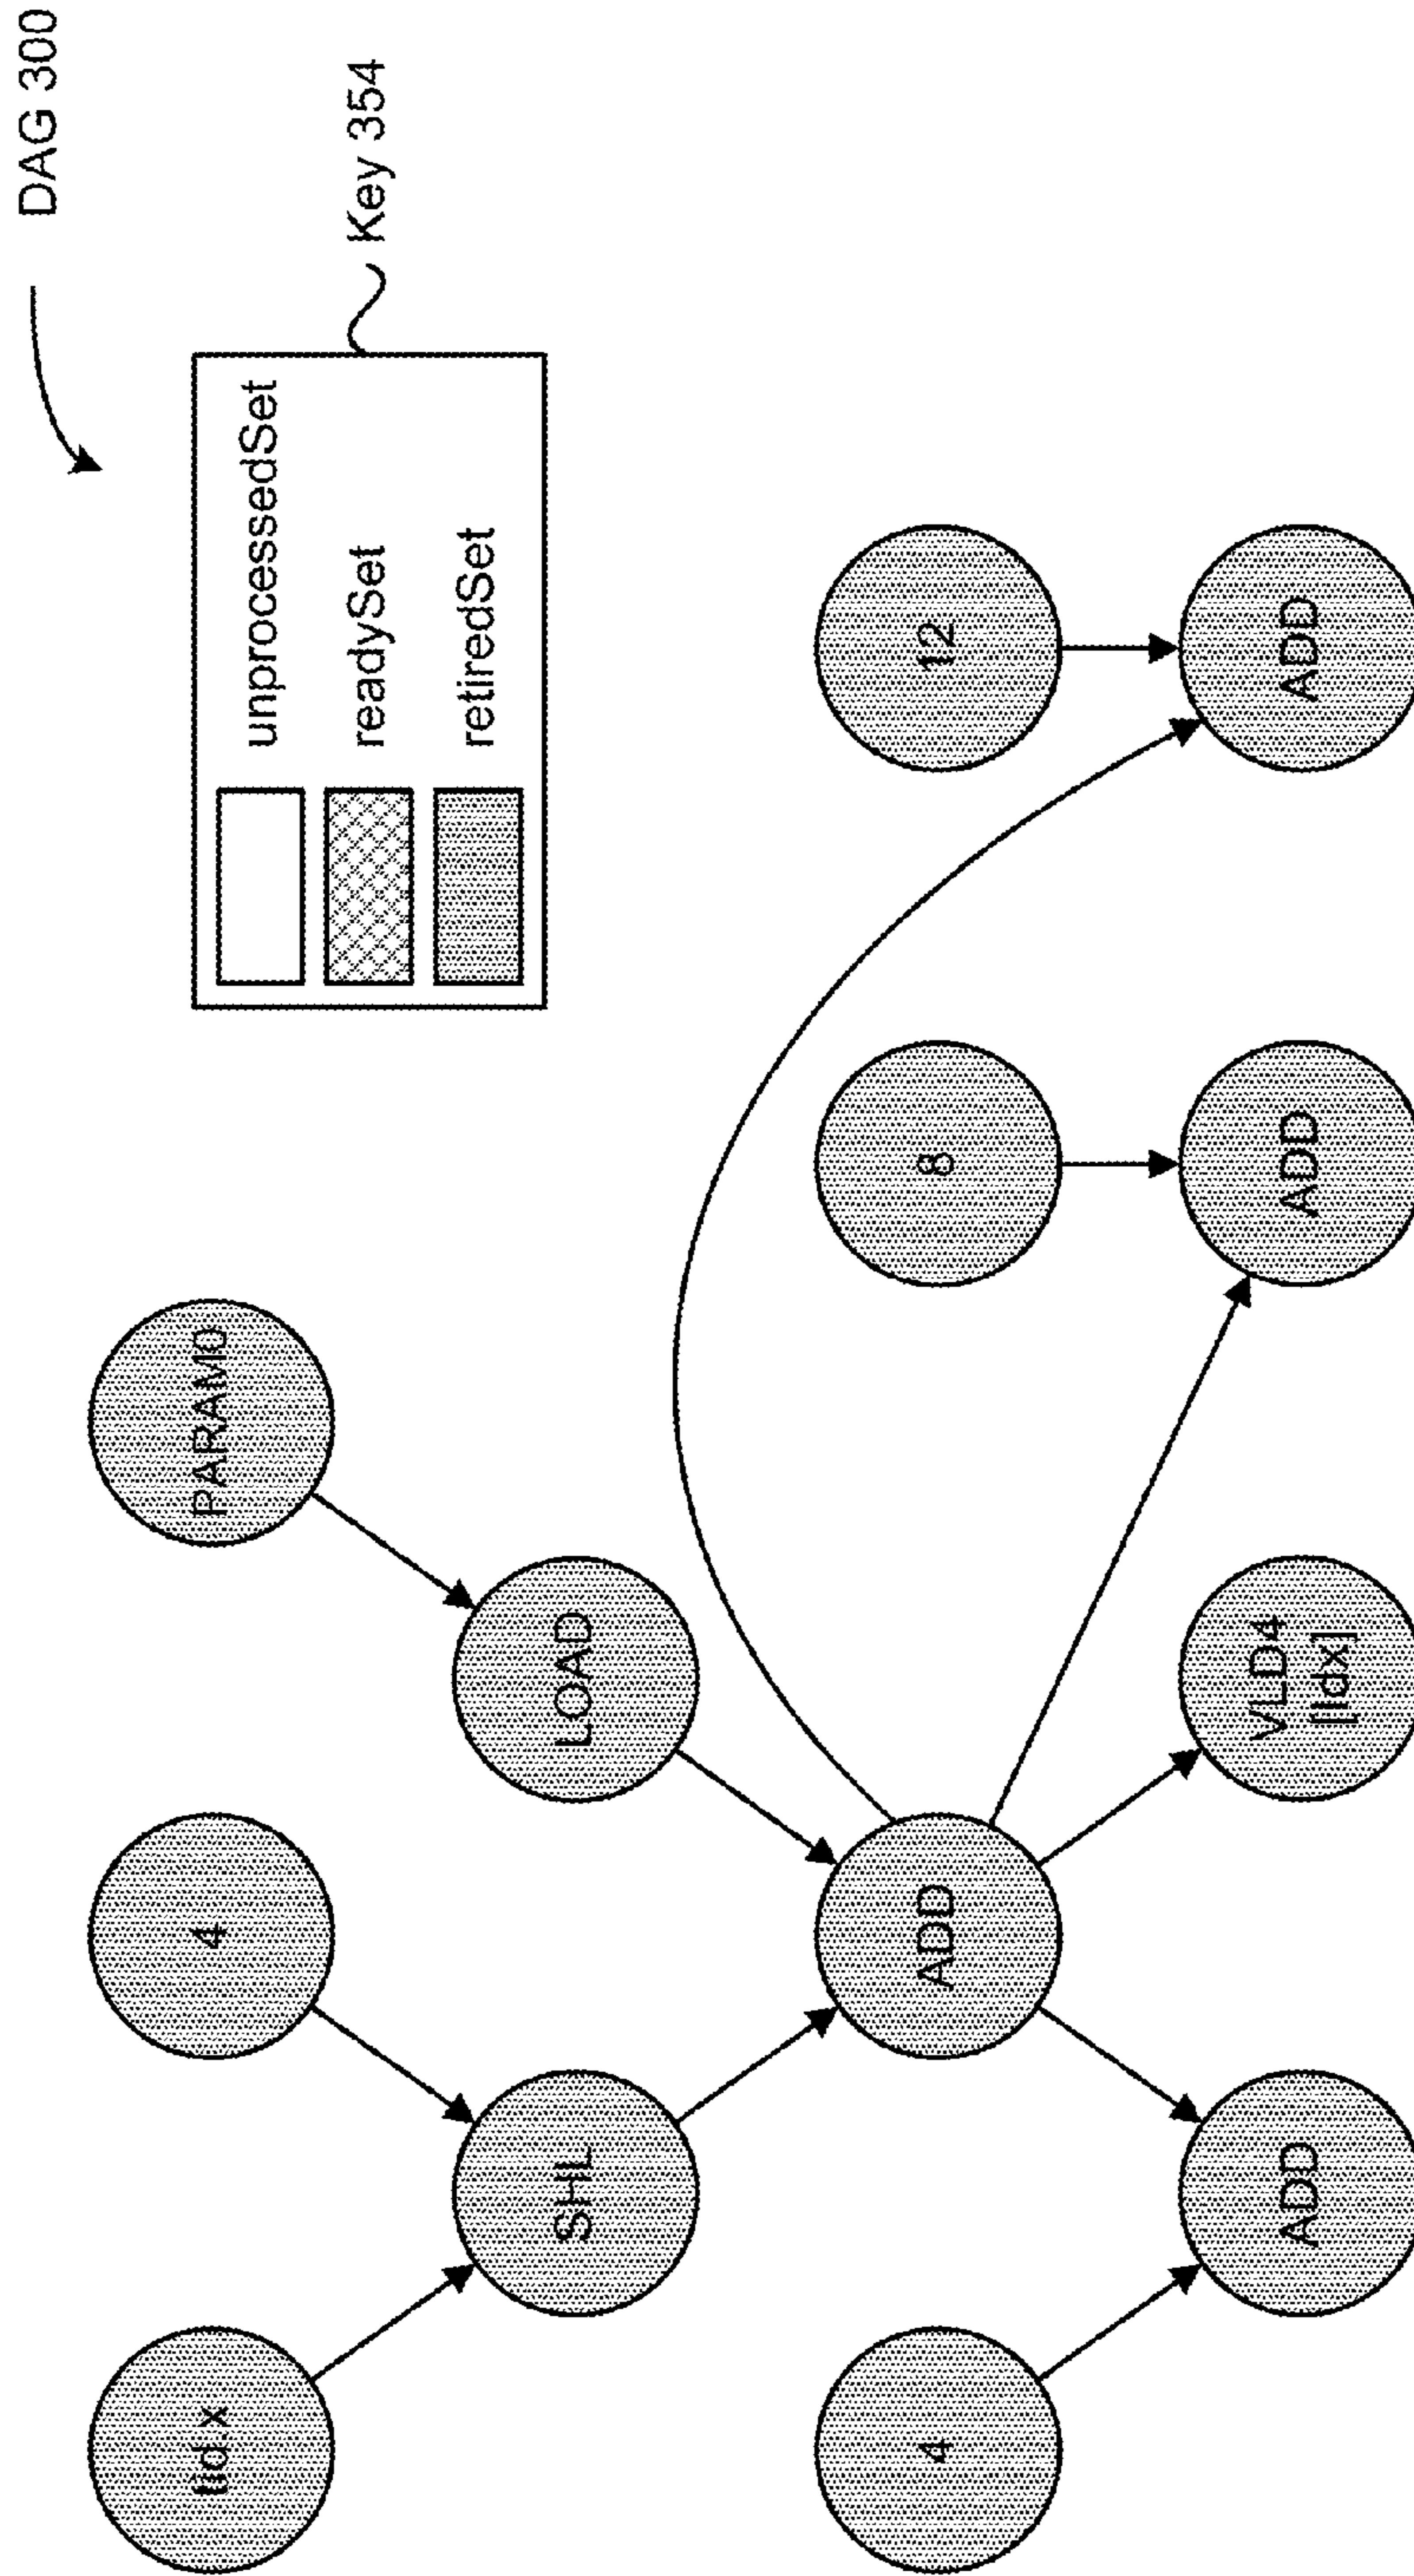 DAG 300
tid.x
4
PARAM0
unprocessedSet
readySet
retiredSet
Key 354
SHL
LOAD
4
ADD
8
12
ADD
VLD4
[Idx]
ADD
ADD